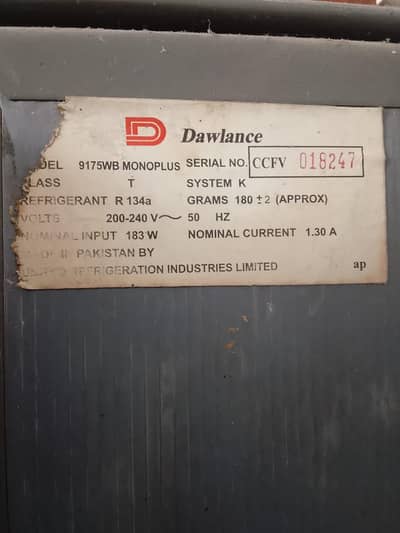 D Dawlance
DEL 9175WB MONOPLUS SERIAL NO. CCFV 018247
LASS T SYSTEM K
REFRIGERANT R 134a GRAMS 180 ±2 (APPROX)
VOLTS 200-240 V~ 50 HZ
NOMINAL INPUT 183 W NOMINAL CURRENT 1.30 A
PAKISTAN BY
REFRIGERATION INDUSTRIES LIMITED ap